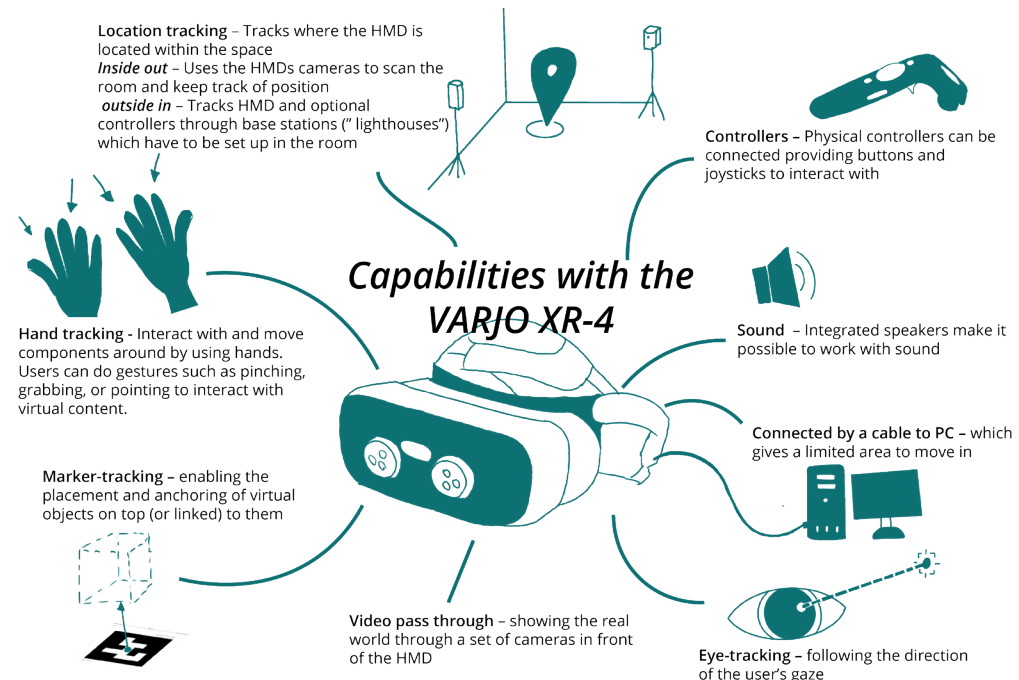 Location tracking – Tracks where the HMD is
located within the space
Inside out – Uses the HMDs cameras to scan the
room and keep track of position
outside in – Tracks HMD and optional
controllers through base stations (” lighthouses”)
which have to be set up in the room
Controllers – Physical controllers can be
connected providing buttons and
joysticks to interact with
Capabilities with the
VARJO XR-4
Hand tracking - Interact with and move
components around by using hands.
Users can do gestures such as pinching,
grabbing, or pointing to interact with
virtual content.
Sound – Integrated speakers make it
possible to work with sound
Connected by a cable to PC – which
gives a limited area to move in
Marker-tracking – enabling the
placement and anchoring of virtual
objects on top (or linked) to them
Video pass through – showing the real
world through a set of cameras in front
of the HMD
Eye-tracking – following the direction
of the user’s gaze